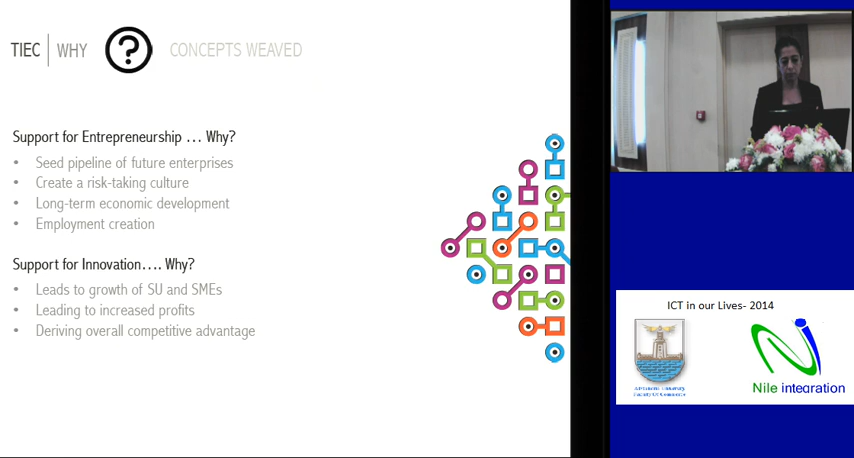 TIEC WHY ? CONCEPTS WEAVED
Support for Entrepreneurship ... Why?
• Seed pipeline of future enterprises
• Create a risk-taking culture
• Long-term economic development
• Employment creation
Support for Innovation.... Why?
• Leads to growth of SU and SMEs
• Leading to increased profits
• Deriving overall competitive advantage
ICT in our Lives- 2014
Nile integration